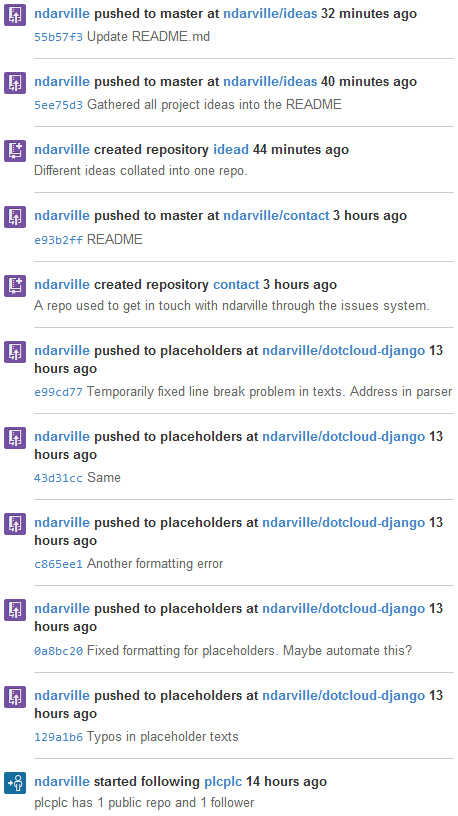 ndarville pushed to master at ndarville/ideas 32 minutes ago
55b57f3 Update README.md
ndarville pushed to master at ndarville/ideas 40 minutes ago
5ee75d3 Gathered all project ideas into the README
ndarville created repository idead 44 minutes ago
Different ideas collated into one repo.
ndarville pushed to master at ndarville/contact 3 hours ago
e93b2ff README
ndarville created repository contact 3 hours ago
A repo used to get in touch with ndarville through the issues system.
ndarville pushed to placeholders at ndarville/dotcloud-django 13
hours ago
e99cd77 Temporarily fixed line break problem in texts. Address in parser
ndarville pushed to placeholders at ndarville/dotcloud-django 13
hours ago
43d31cc Same
ndarville pushed to placeholders at ndarville/dotcloud-django 13
hours ago
c865ee1 Another formatting error
ndarville pushed to placeholders at ndarville/dotcloud-django 13
hours ago
0a8bc20 Fixed formatting for placeholders. Maybe automate this?
ndarville pushed to placeholders at ndarville/dotcloud-django 13
hours ago
129a1b6 Typos in placeholder texts
ndarville started following plcplc 14 hours ago
plcplc has 1 public repo and 1 follower